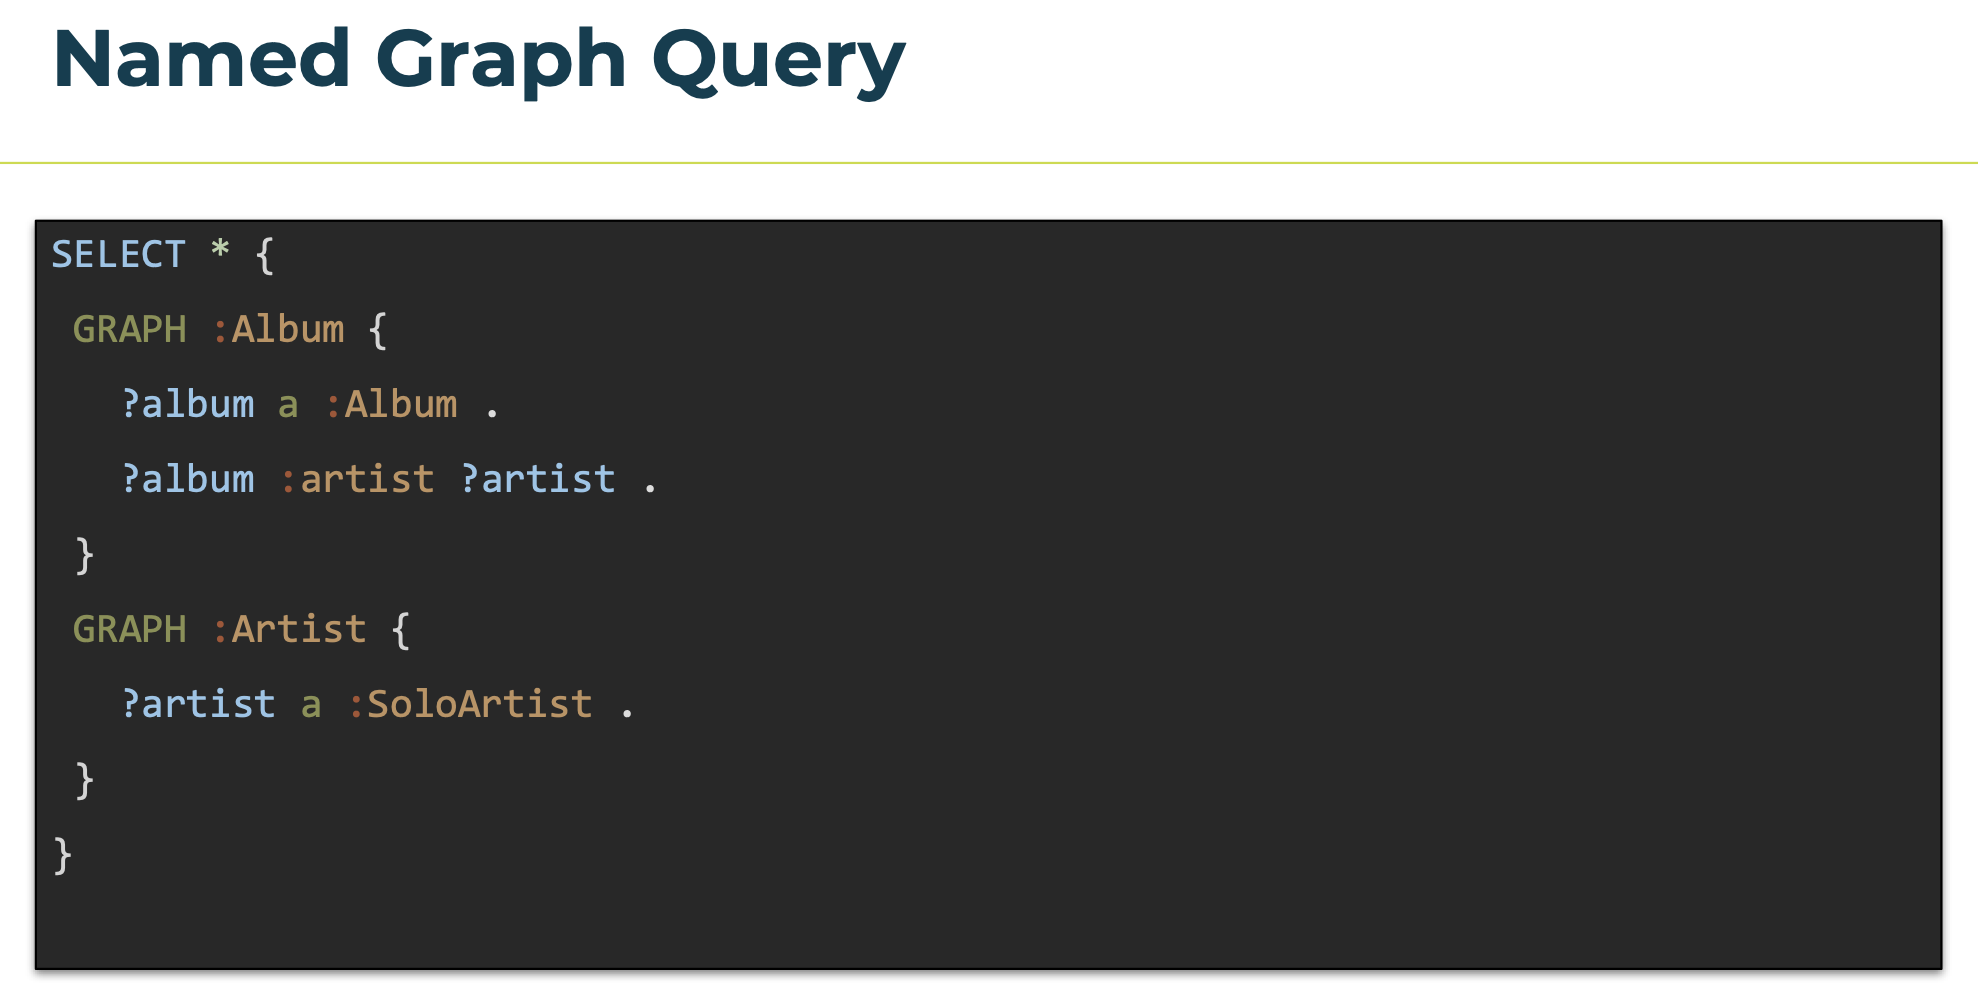 Named Graph Query
SELECT * {
GRAPH :Album {
?album a :Album .
?album :artist ?artist .
}
GRAPH :Artist {
?artist a :SoloArtist .
}
}